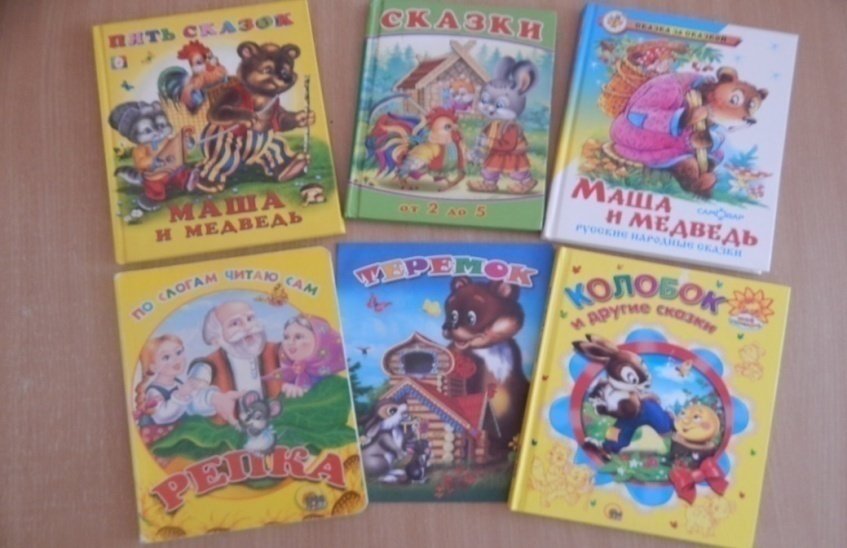 ПЯТЬ СКАЗОК
МАША
И МЕДВЕДЬ
СКАЗКИ
от 2 до 5
СКАЗКА ЗА СКАЗКОЙ
МАША
И МЕДВЕДЬ
САМОВАР
РУССКИЕ НАРОДНЫЕ СКАЗКИ
ПО СЛОГАМ ЧИТАЮ САМ
РЕПКА
ТЕРЕМОК
КОЛОБОК
и другие сказки